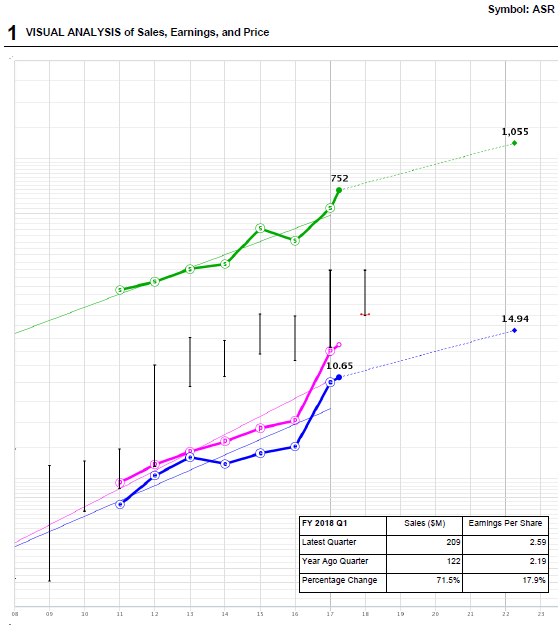 Symbol: ASR
1 VISUAL ANALYSIS of Sales, Earnings, and Price
1,055
752
14.94
10.65
s s s s s s s
p p p p p p p
e e e e e e e
FY 2018 Q1 Sales ($M) Earnings Per Share
Latest Quarter 209 2.59
Year Ago Quarter 122 2.19
Percentage Change 71.5% 17.9%
08 09 10 11 12 13 14 15 16 17 18 19 20 21 22 23